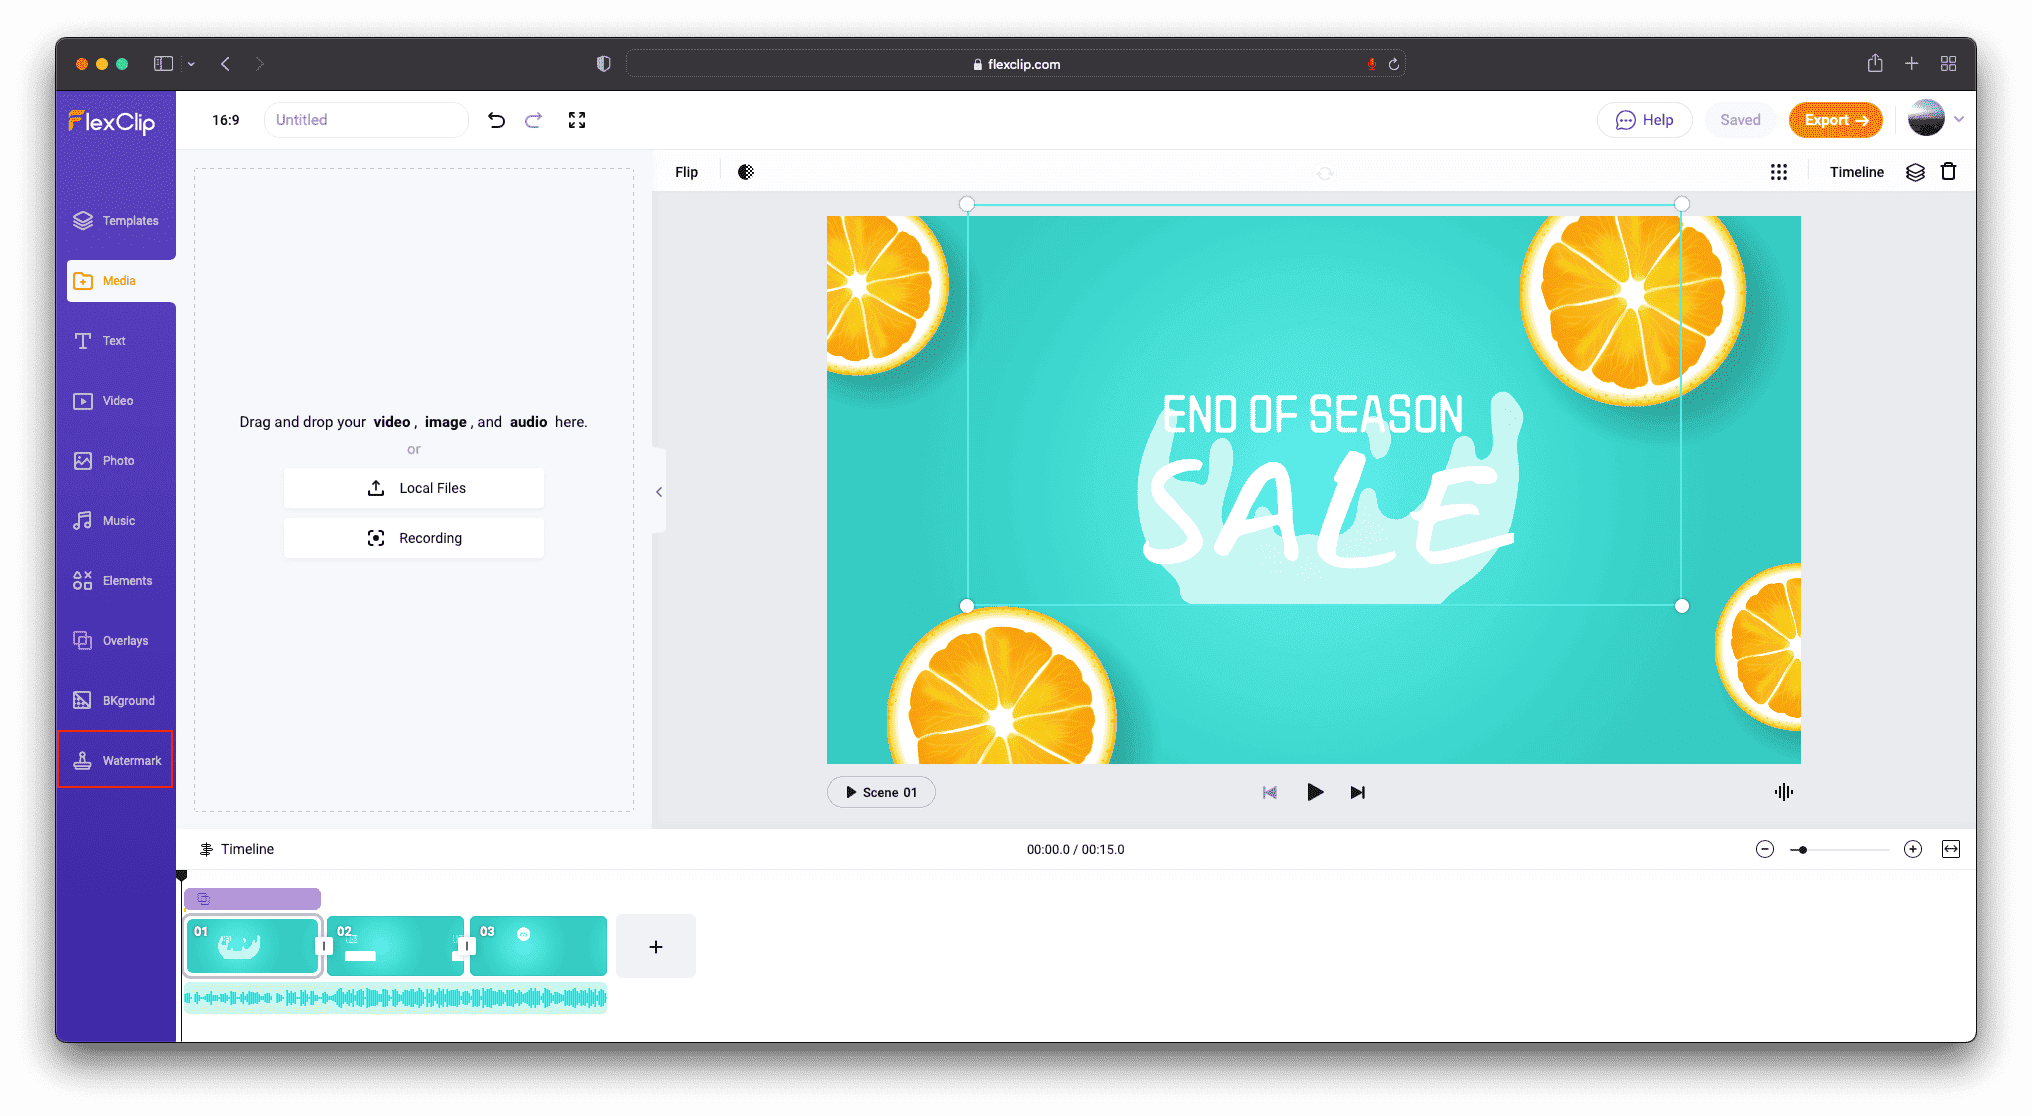 flexclip.com
FlexClip
16:9
Untitled
Help
Saved
Export →
Templates
Media
Text
Video
Photo
Music
Elements
Overlays
BKground
Watermark
Drag and drop your video, image, and audio here.
or
Local Files
Recording
Flip
Timeline
END OF SEASON
SALE
Scene 01
Timeline
00:00.0 / 00:15.0
01
02
03
+